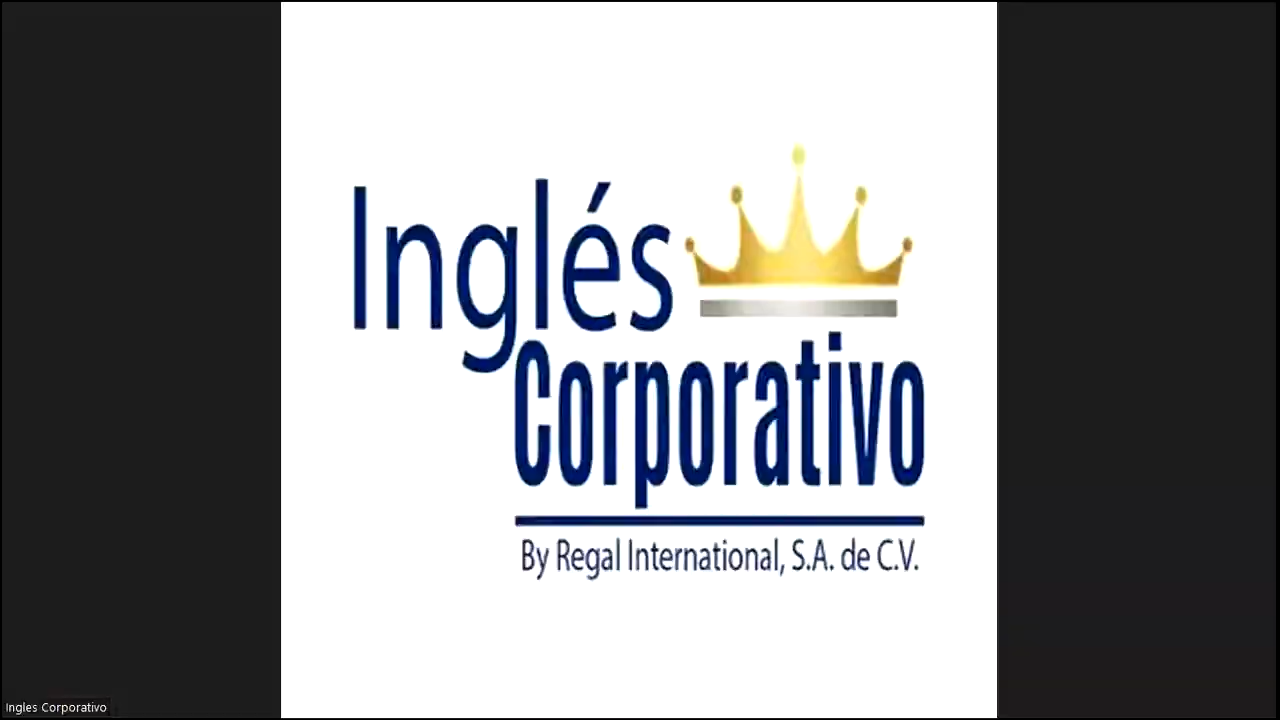 Inglés
Corporativo
By Regal International, S.A. de C.V.
Ingles Corporativo